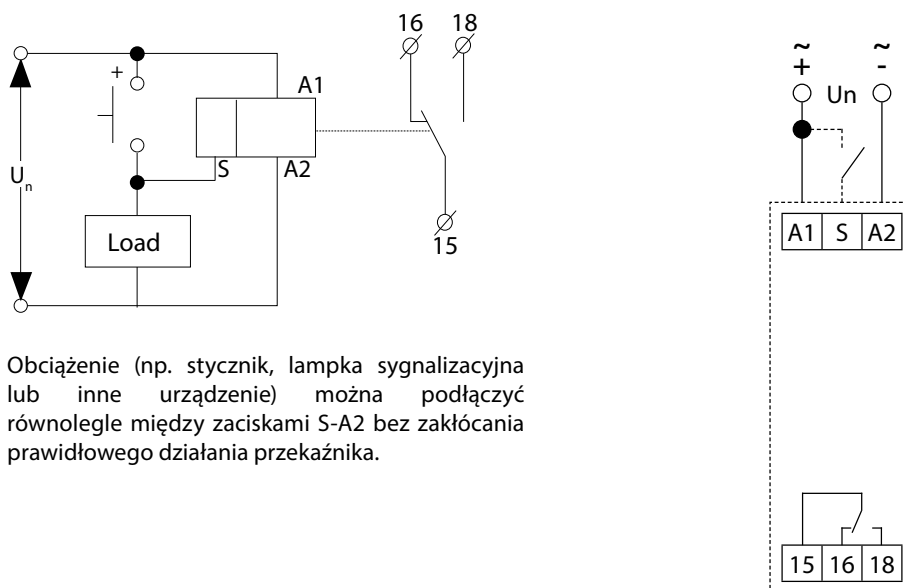 16 18
+
A1
S A2
Un
Load
15
Obciążenie (np. stycznik, lampka sygnalizacyjna
lub inne urządzenie) można podłączyć
równolegle między zaciskami S-A2 bez zakłócania
prawidłowego działania przekaźnika.
~ ~
+ -
Un
A1 S A2
15 16 18